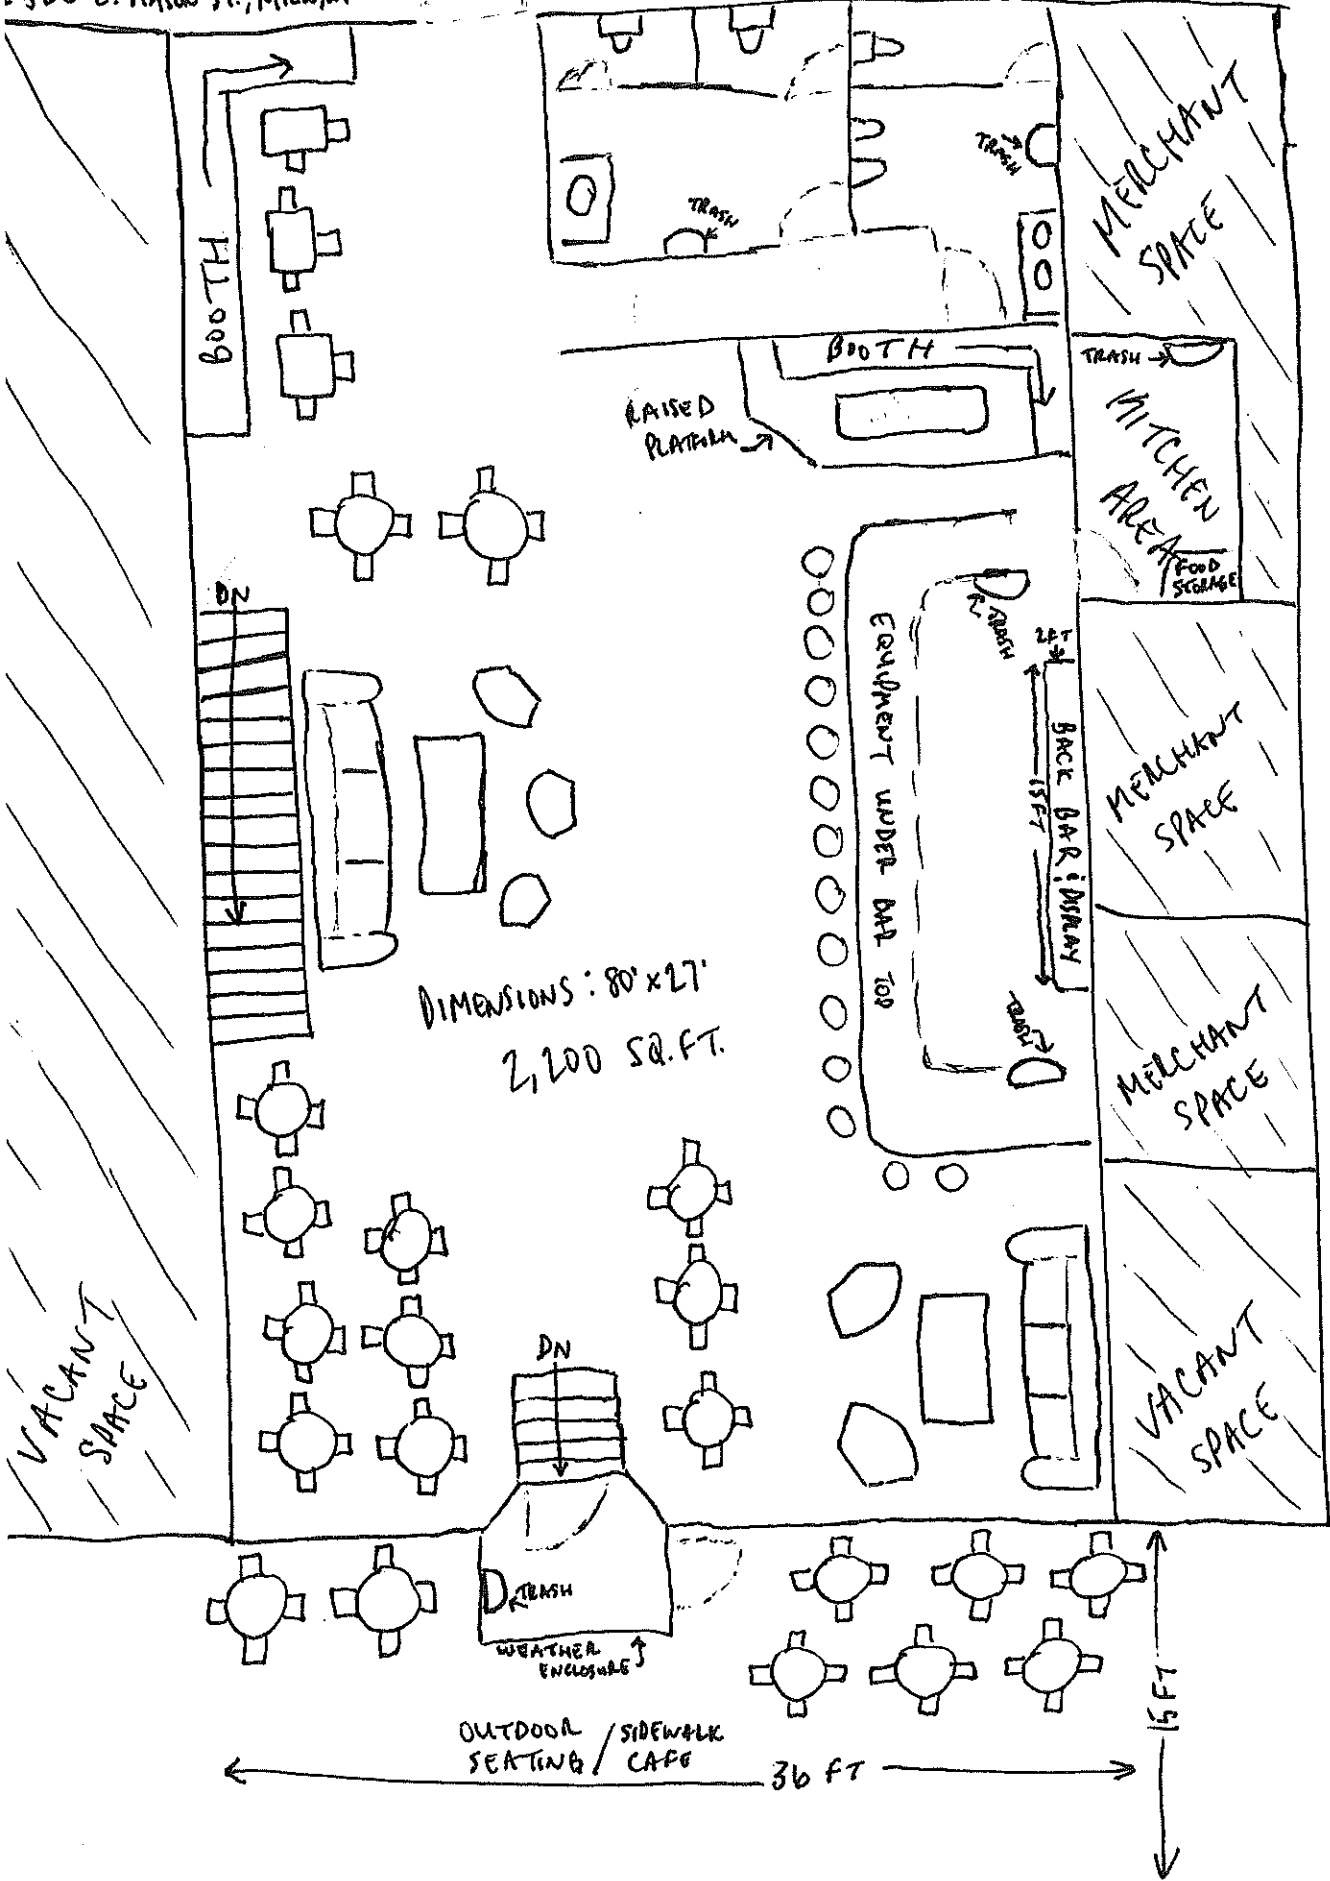 MASON ST.,
TRASH
TRASH
MERCHANT
SPACE
BOOTH
BOOTH
TRASH
RAISED
PLATFORM
KITCHEN
AREA
FOOD
STORAGE
DN
TRASH
2FT
EQUIPMENT UNDER BAR TOP
15FT
BACK BAR & DISPLAY
MERCHANT
SPACE
DIMENSIONS: 80' x 27'
2,200 SQ. FT.
TRASH
MERCHANT
SPACE
VACANT
SPACE
DN
VACANT
SPACE
TRASH
WEATHER
ENCLOSURE
OUTDOOR / SIDEWALK
SEATING / CAFE
36 FT
15 FT